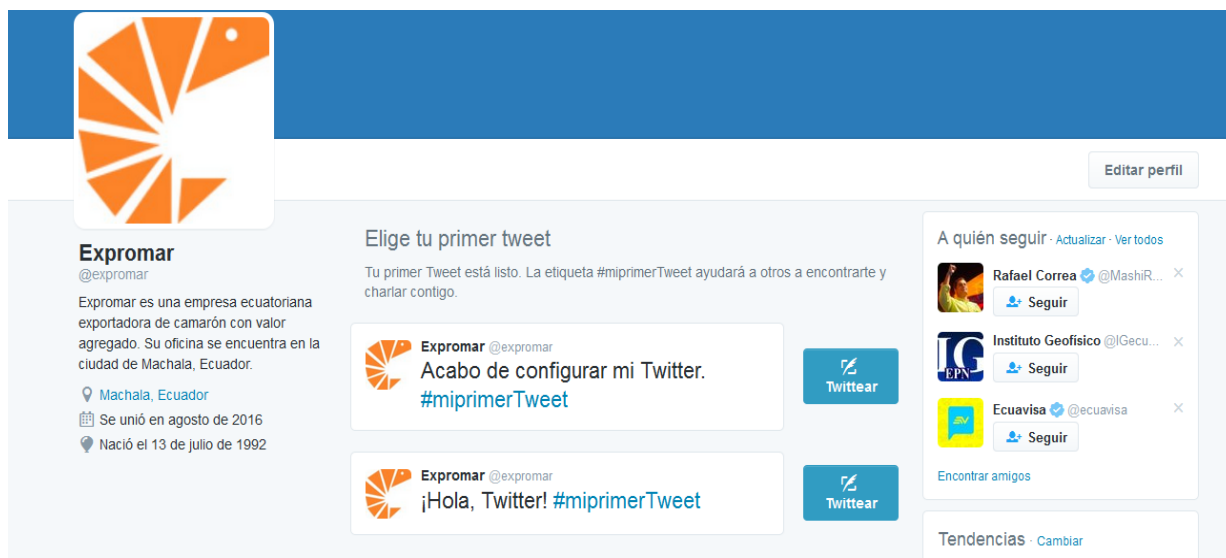 Editar perfil
Expromar
@expromar
Expromar es una empresa ecuatoriana
exportadora de camarón con valor
agregado. Su oficina se encuentra en la
ciudad de Machala, Ecuador.
Machala, Ecuador
Se unió en agosto de 2016
Nació el 13 de julio de 1992
Elige tu primer tweet
Tu primer Tweet está listo. La etiqueta #miprimerTweet ayudará a otros a encontrarte y
charlar contigo.
Expromar @expromar
Acabo de configurar mi Twitter.
#miprimerTweet
Twittear
Expromar @expromar
¡Hola, Twitter! #miprimerTweet
Twittear
A quién seguir · Actualizar · Ver todos
Rafael Correa @MashiR...
Seguir
IG
EPN
Instituto Geofísico @IGecu...
Seguir
Ecuavisa @ecuavisa
Seguir
Encontrar amigos
Tendencias · Cambiar